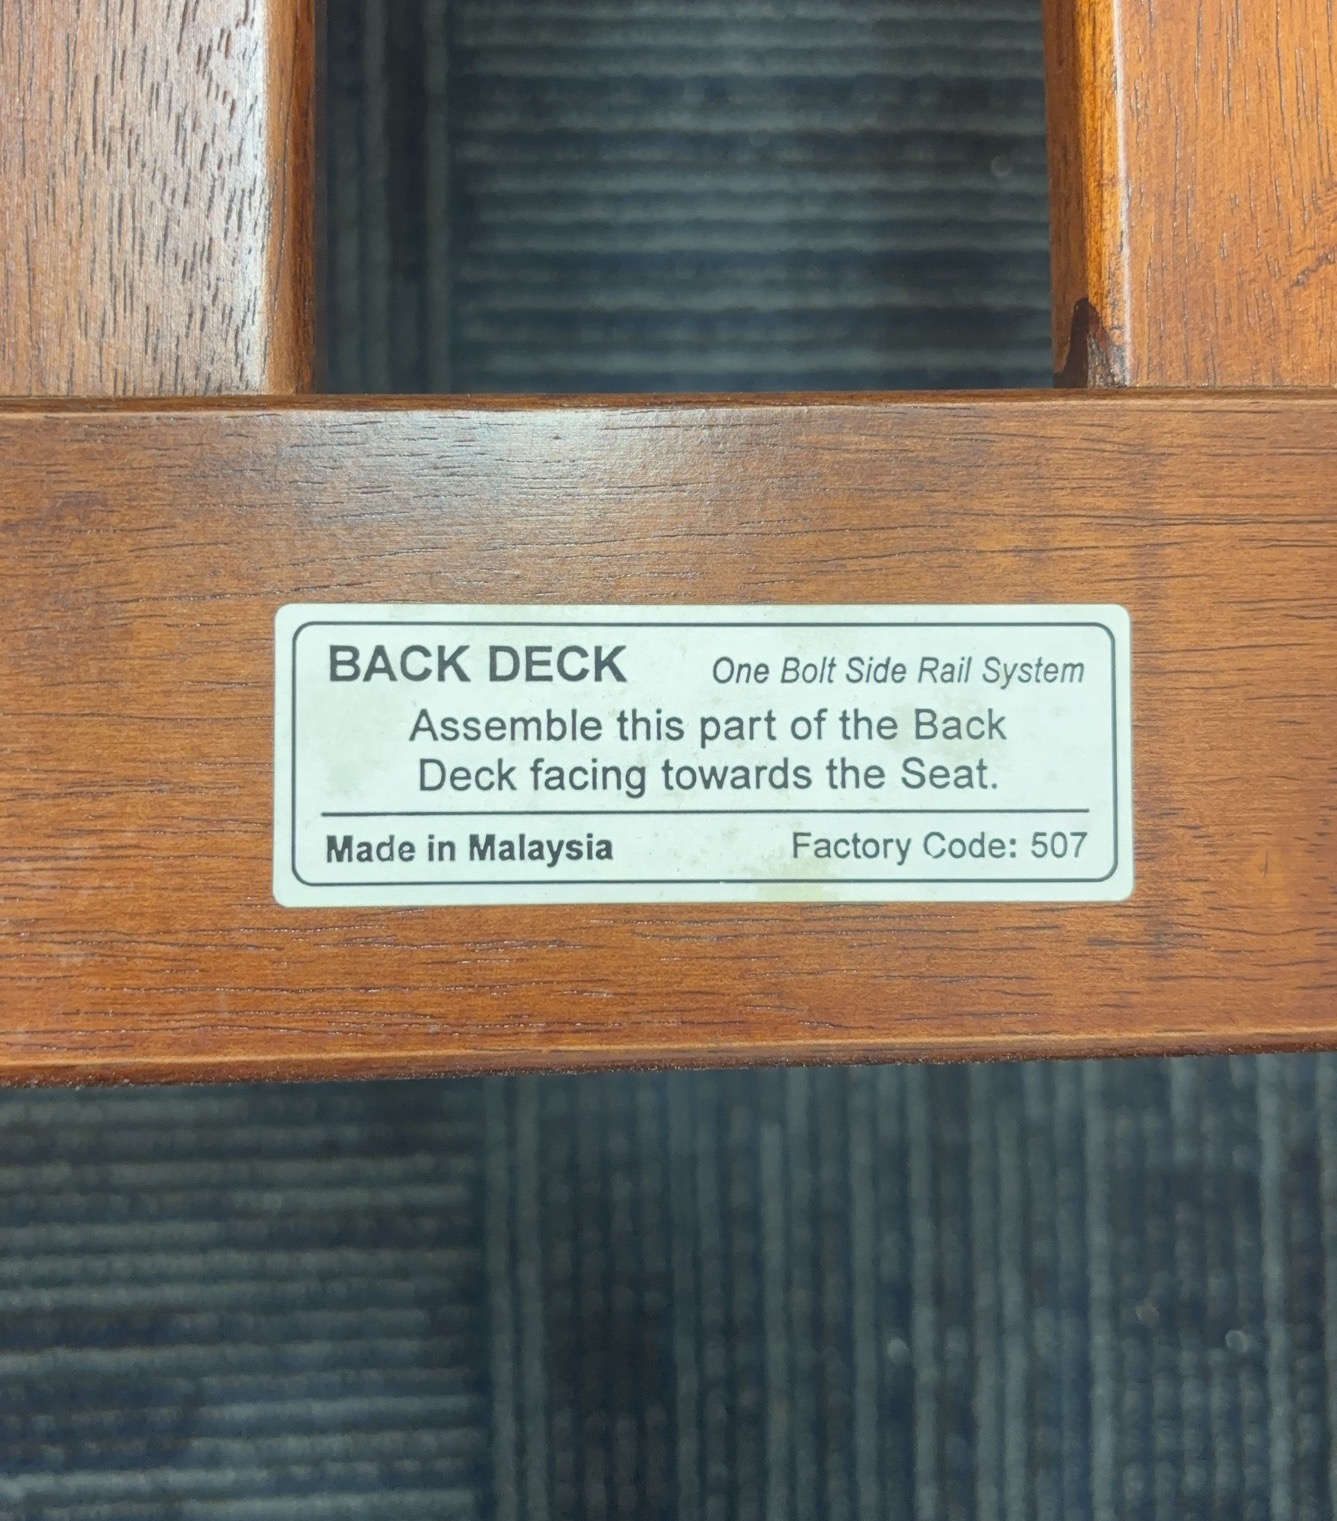 BACK DECK One Bolt Side Rail System
Assemble this part of the Back
Deck facing towards the Seat.
Made in Malaysia Factory Code: 507